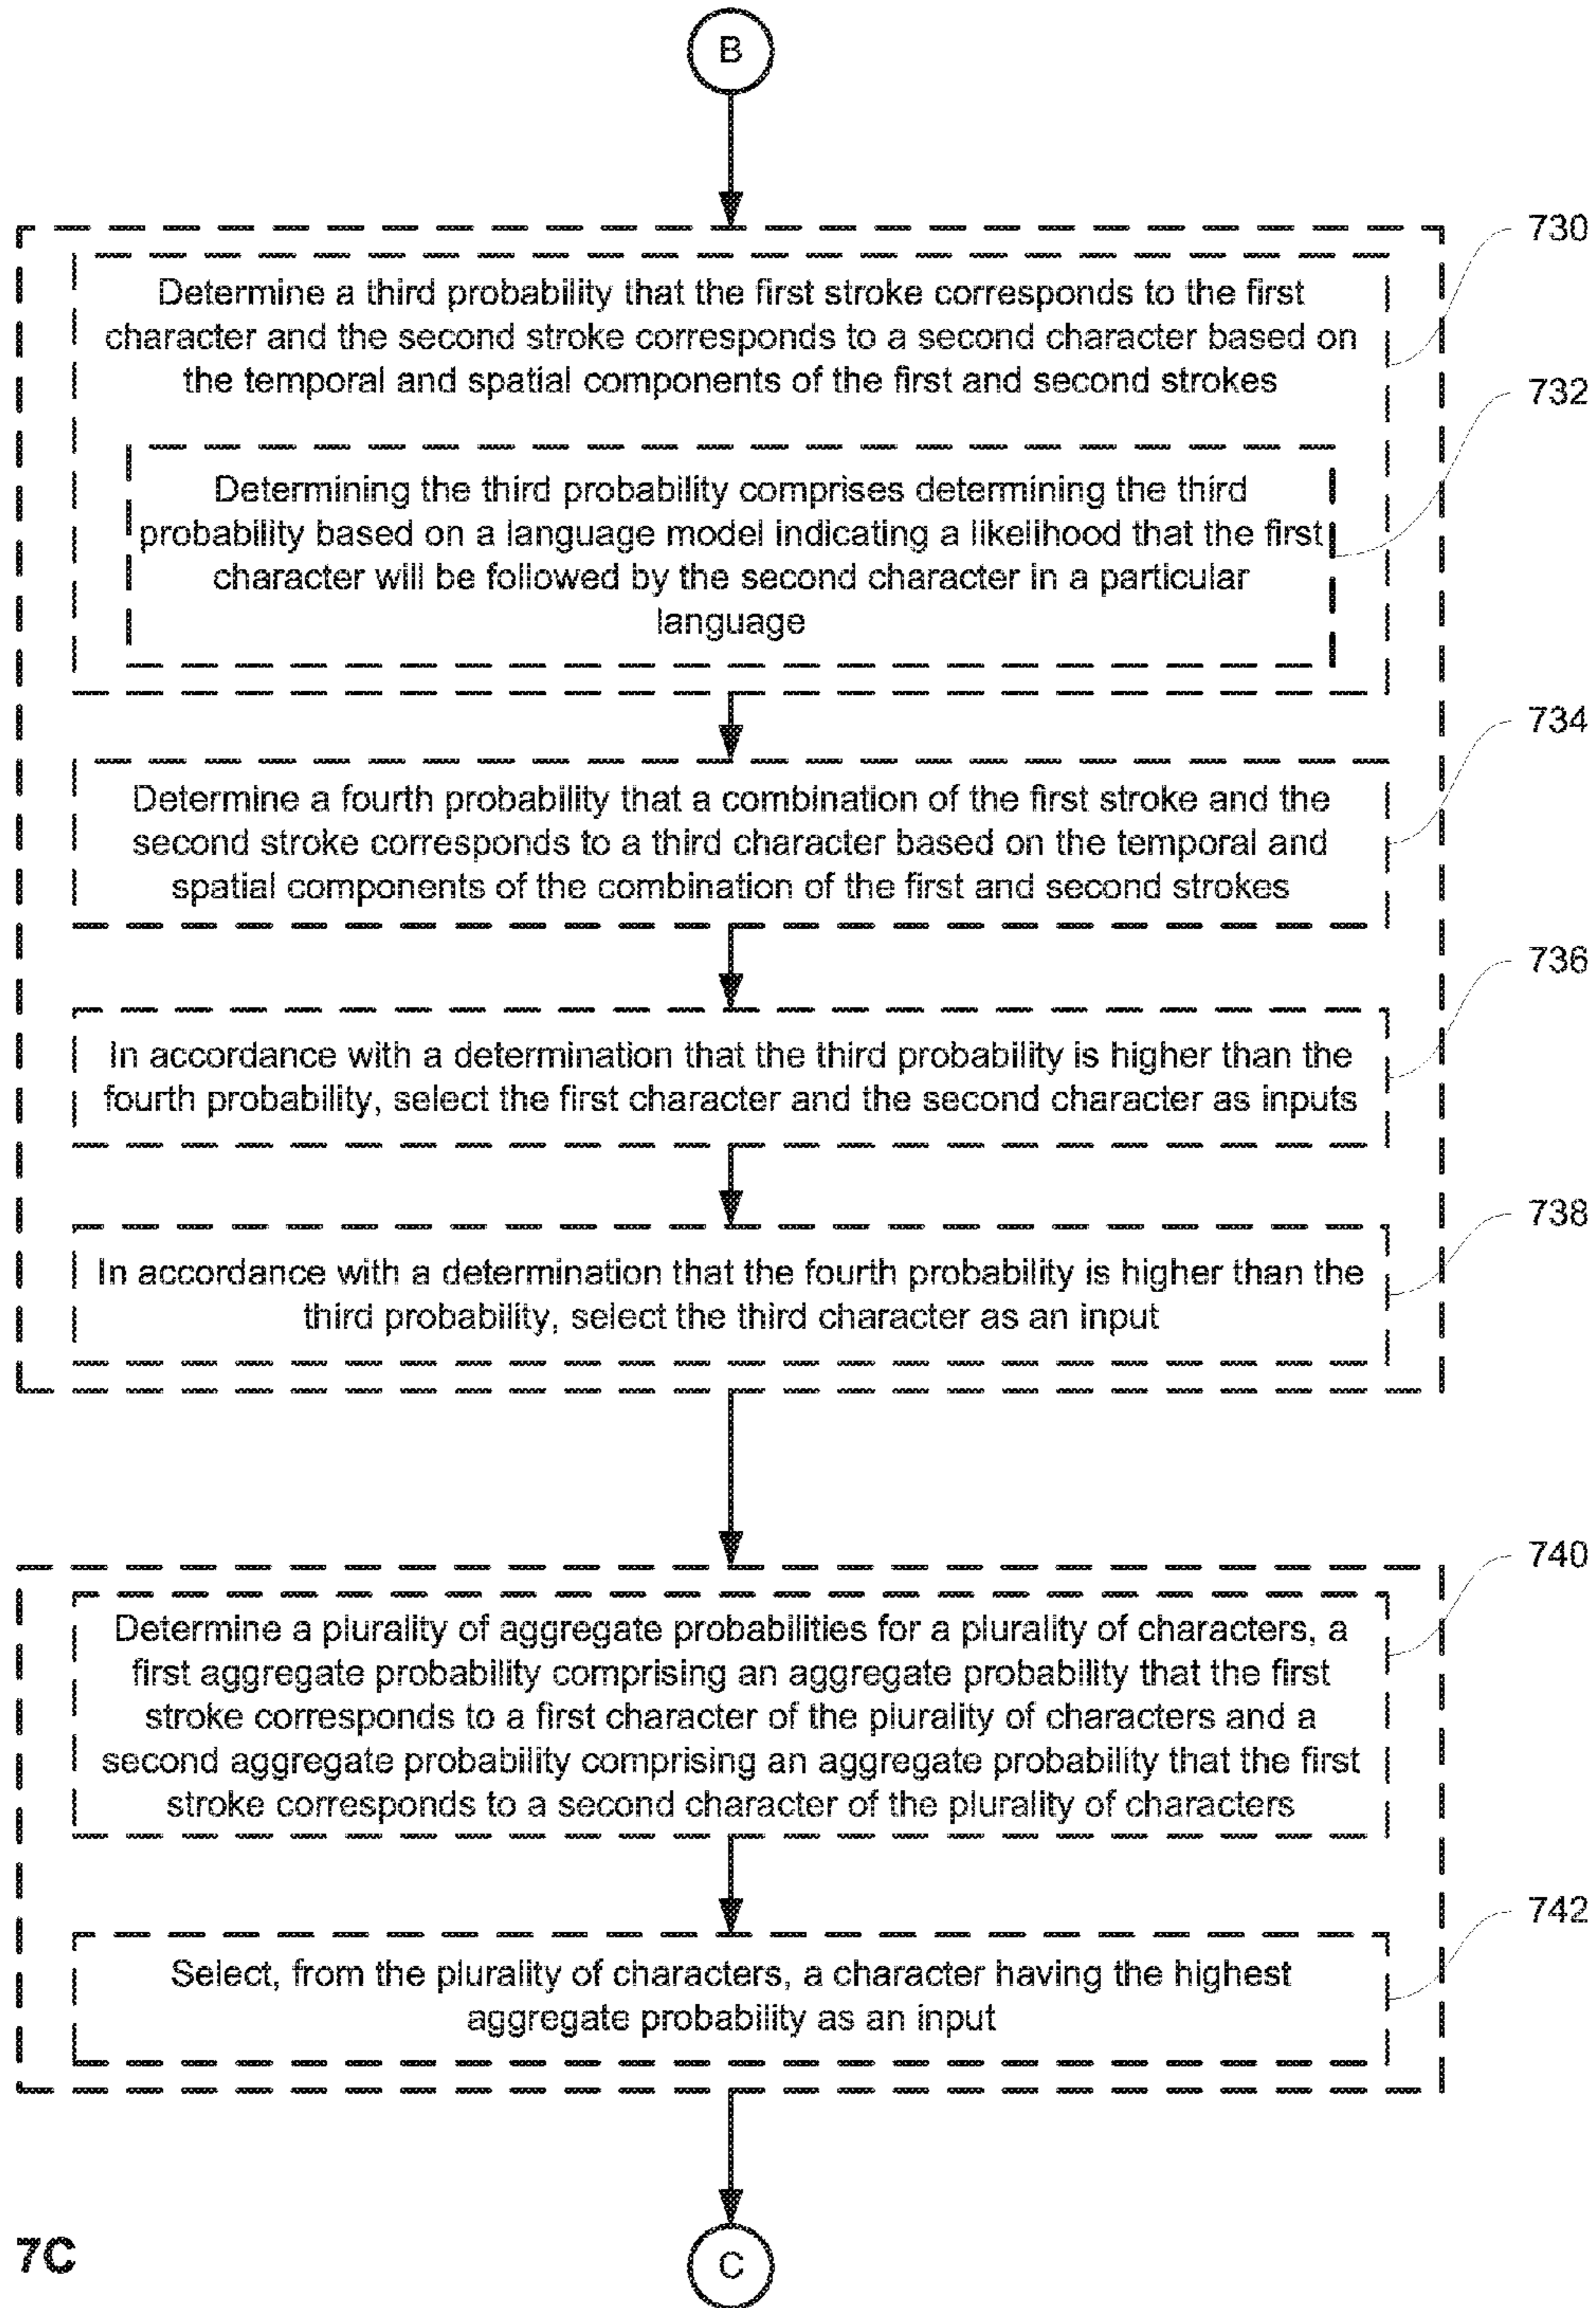 B
730
Determine a third probability that the first stroke corresponds to the first
character and the second stroke corresponds to a second character based on
the temporal and spatial components of the first and second strokes
732
Determining the third probability comprises determining the third
probability based on a language model indicating a likelihood that the first
character will be followed by the second character in a particular
language
734
Determine a fourth probability that a combination of the first stroke and the
second stroke corresponds to a third character based on the temporal and
spatial components of the combination of the first and second strokes
736
In accordance with a determination that the third probability is higher than the
fourth probability, select the first character and the second character as inputs
738
In accordance with a determination that the fourth probability is higher than the
third probability, select the third character as an input
740
Determine a plurality of aggregate probabilities for a plurality of characters, a
first aggregate probability comprising an aggregate probability that the first
stroke corresponds to a first character of the plurality of characters and a
second aggregate probability comprising an aggregate probability that the first
stroke corresponds to a second character of the plurality of characters
742
Select, from the plurality of characters, a character having the highest
aggregate probability as an input
7C
C